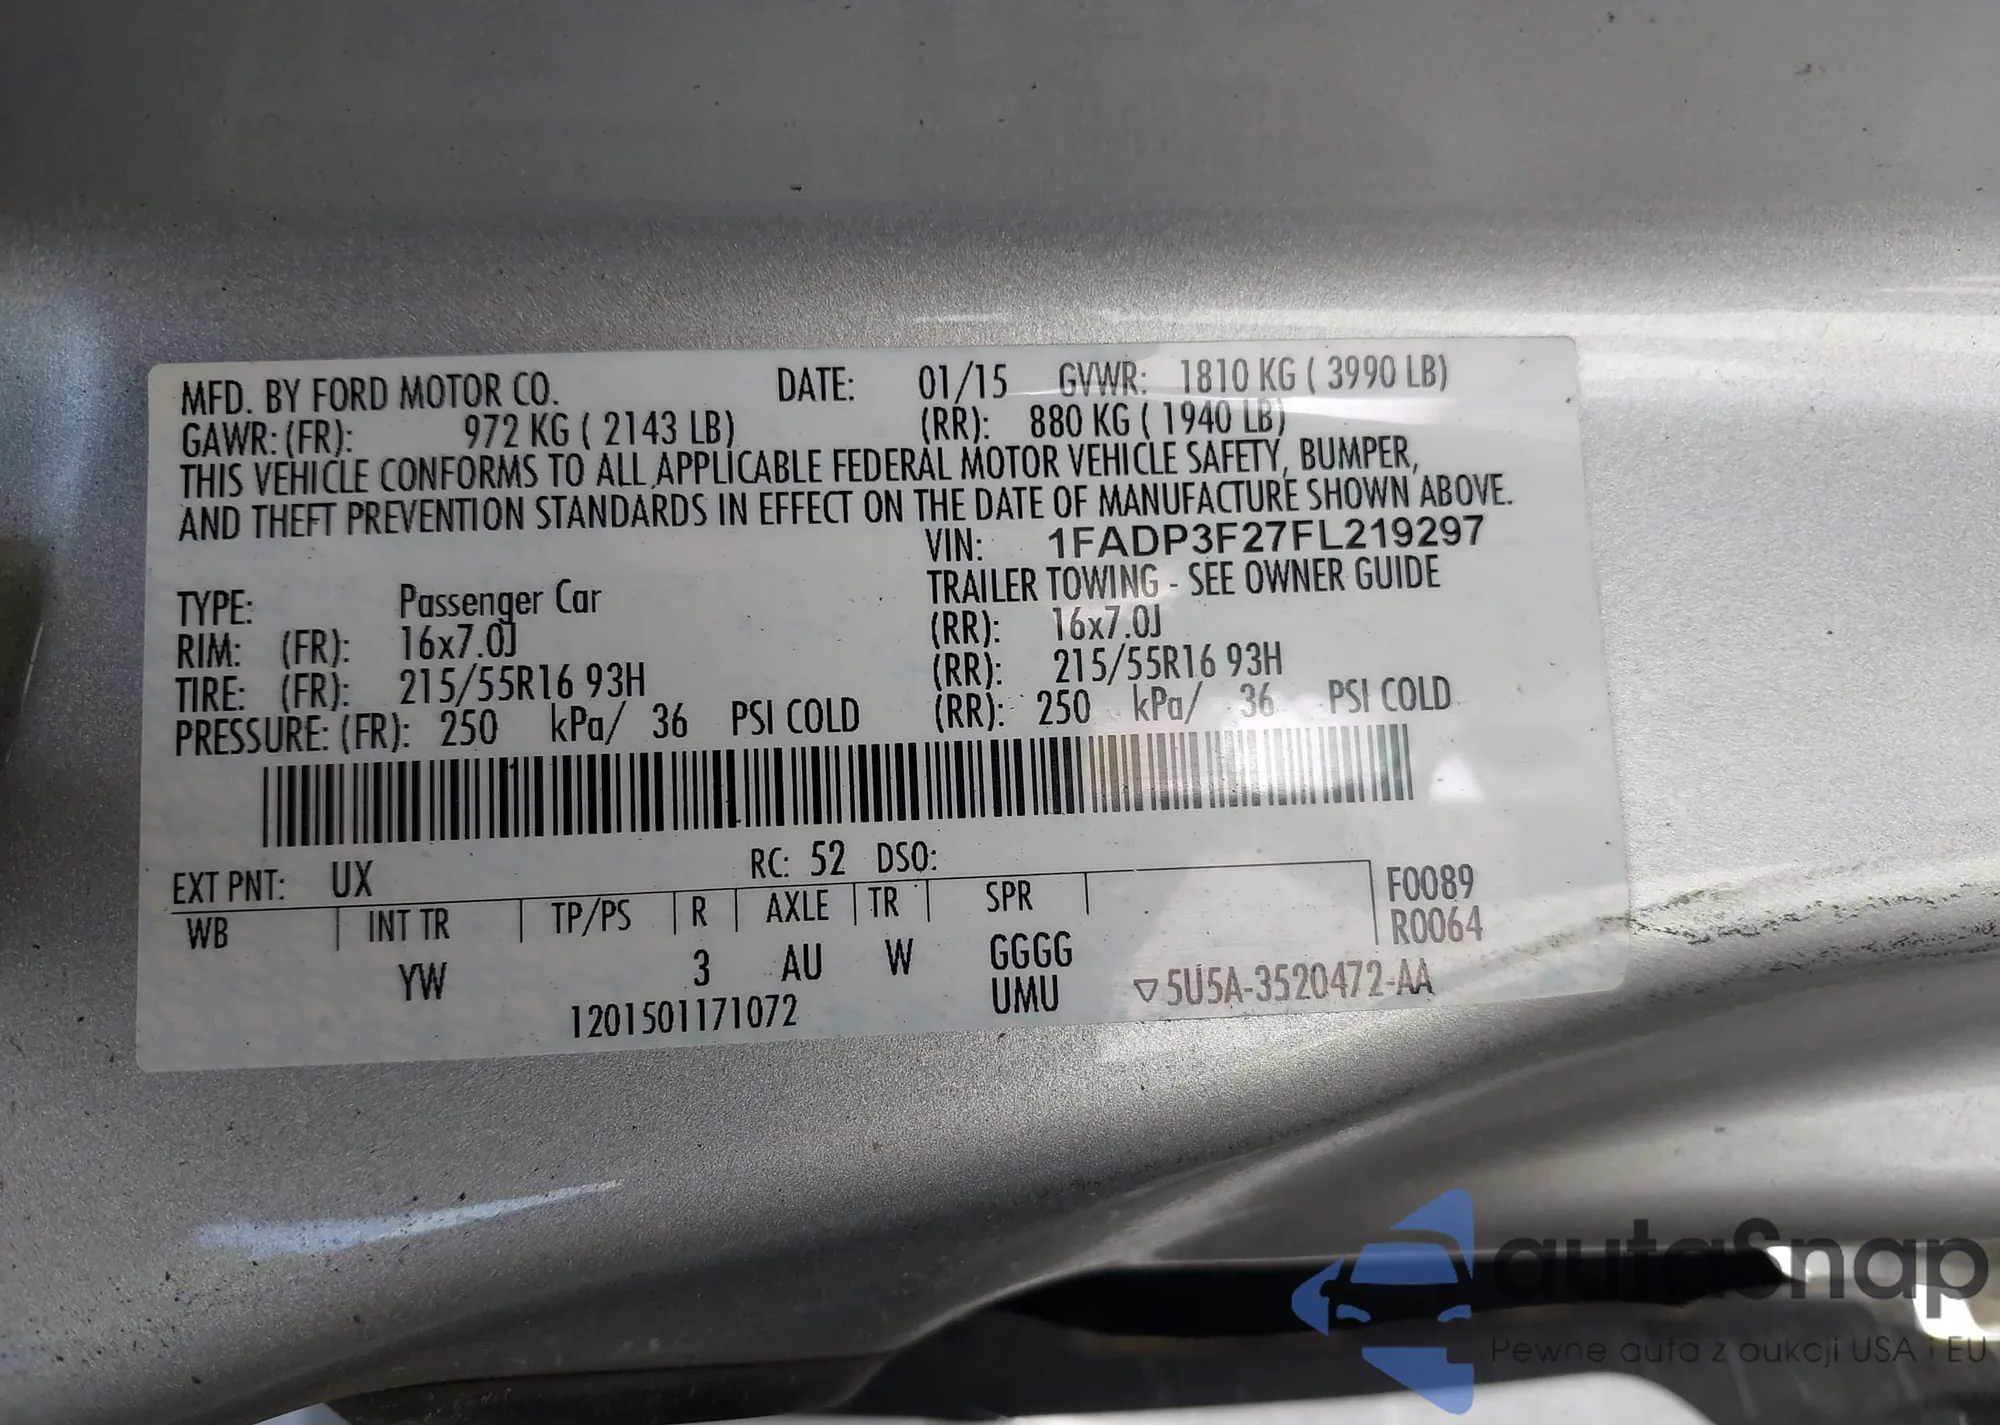 MFD. BY FORD MOTOR CO. DATE: 01/15 GVWR: 1810 KG ( 3990 LB)
GAWR: (FR): 972 KG ( 2143 LB) (RR): 880 KG ( 1940 LB)
THIS VEHICLE CONFORMS TO ALL APPLICABLE FEDERAL MOTOR VEHICLE SAFETY, BUMPER,
AND THEFT PREVENTION STANDARDS IN EFFECT ON THE DATE OF MANUFACTURE SHOWN ABOVE.
VIN: 1FADP3F27FL219297
TYPE: Passenger Car TRAILER TOWING - SEE OWNER GUIDE
RIM: (FR): 16x7.0J (RR): 16x7.0J
TIRE: (FR): 215/55R16 93H (RR): 215/55R16 93H
PRESSURE: (FR): 250 kPa/ 36 PSI COLD (RR): 250 kPa/ 36 PSI COLD
EXT PNT: UX RC: 52 DSO:
WB INT TR TP/PS R AXLE TR SPR F0089
R0064
YW 3 AU W GGGG
1201501171072 UMU ▽5U5A-3520472-AA
autaSnap
Pewne auta z aukcji USA i EU